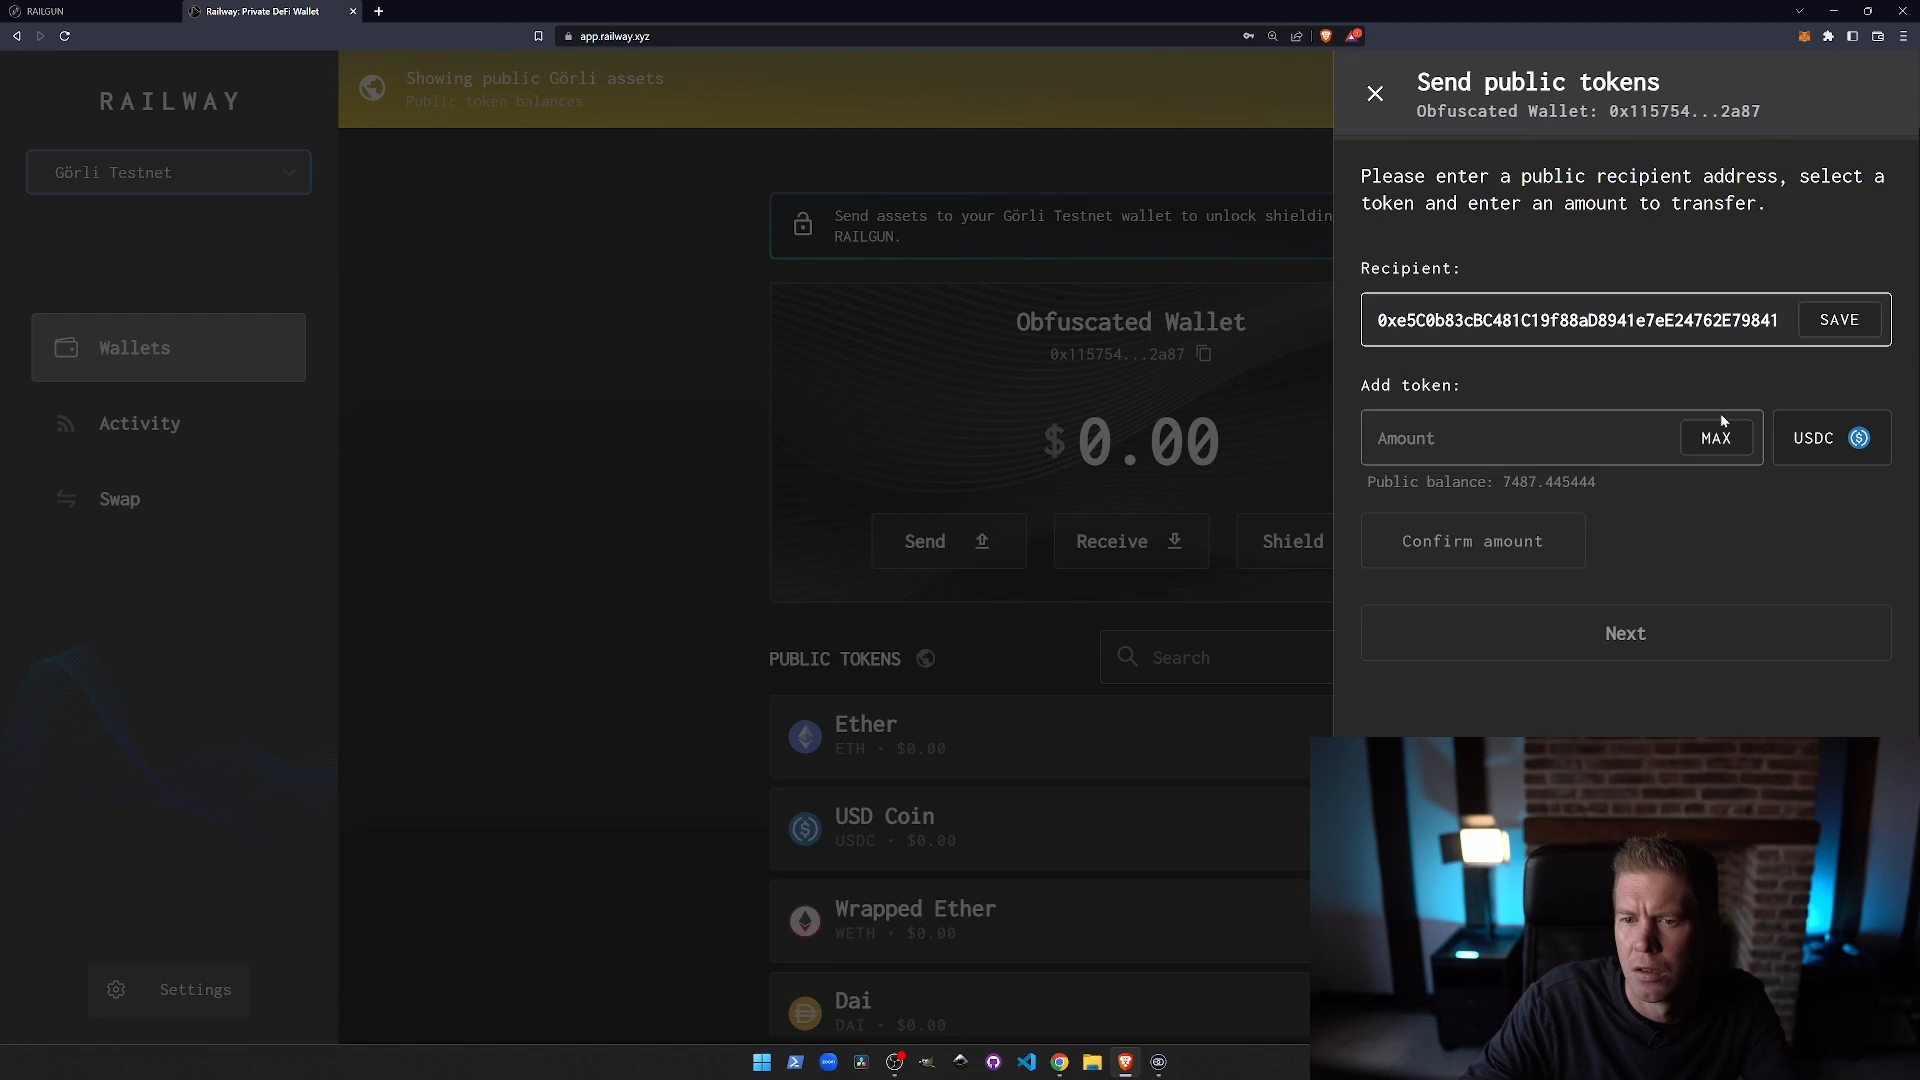 RAILGUN
Railway: Private DeFi Wallet
app.railway.xyz
RAILWAY
Görli Testnet
Wallets
Activity
Swap
Settings
Showing public Görli assets
Public token balances
Send assets to your Görli Testnet wallet to unlock shieldin
RAILGUN.
Obfuscated Wallet
0x115754...2a87
$0.00
Send
Receive
Shield
PUBLIC TOKENS
Search
Ether
ETH • $0.00
USD Coin
USDC • $0.00
Wrapped Ether
WETH • $0.00
Dai
DAI • $0.00
Send public tokens
Obfuscated Wallet: 0x115754...2a87
Please enter a public recipient address, select a
token and enter an amount to transfer.
Recipient:
0xe5C0b83cBC481C19f88aD8941e7eE24762E79841
SAVE
Add token:
Amount
MAX
USDC
Public balance: 7487.445444
Confirm amount
Next
zoom